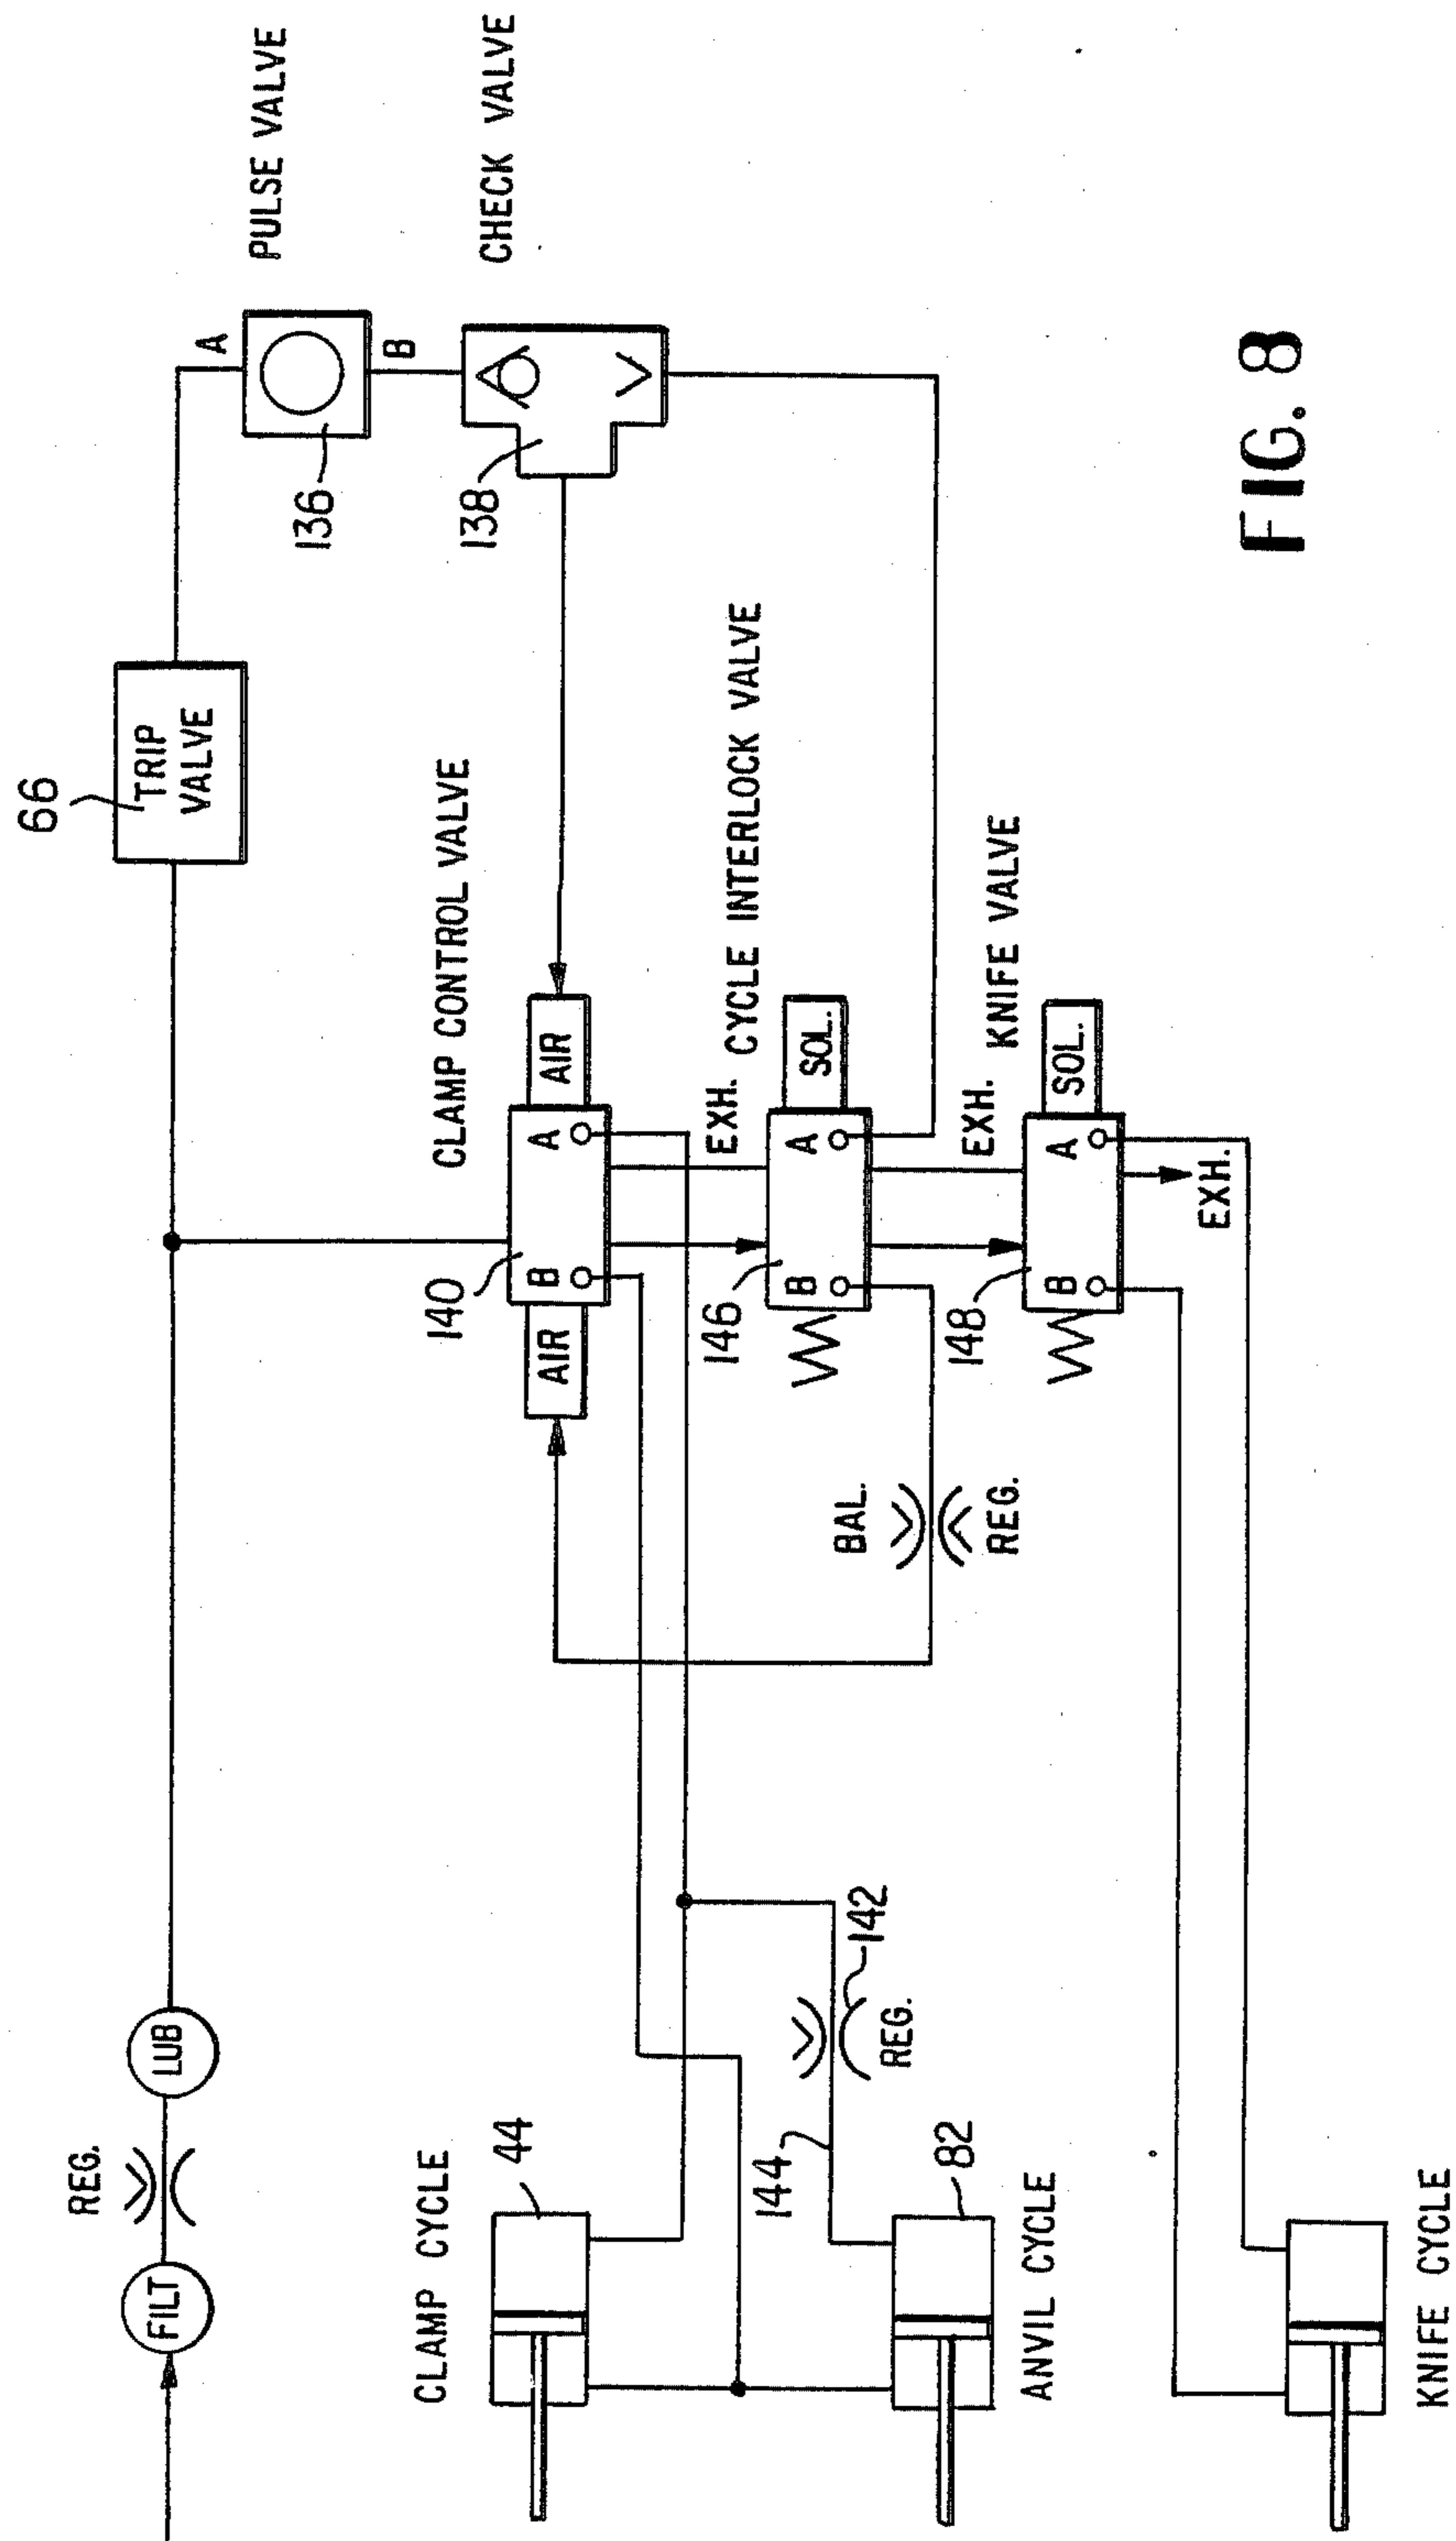 66
TRIP
VALVE
A
PULSE VALVE
136
B
CHECK VALVE
138
REG.
FILT
LUB
CLAMP CONTROL VALVE
AIR
B
A
AIR
140
EXH.
CYCLE INTERLOCK VALVE
B
A
SOL.
146
EXH.
KNIFE VALVE
B
A
SOL.
148
EXH.
BAL.
REG.
CLAMP CYCLE
44
142
REG.
144
82
ANVIL CYCLE
KNIFE CYCLE
FIG. 8